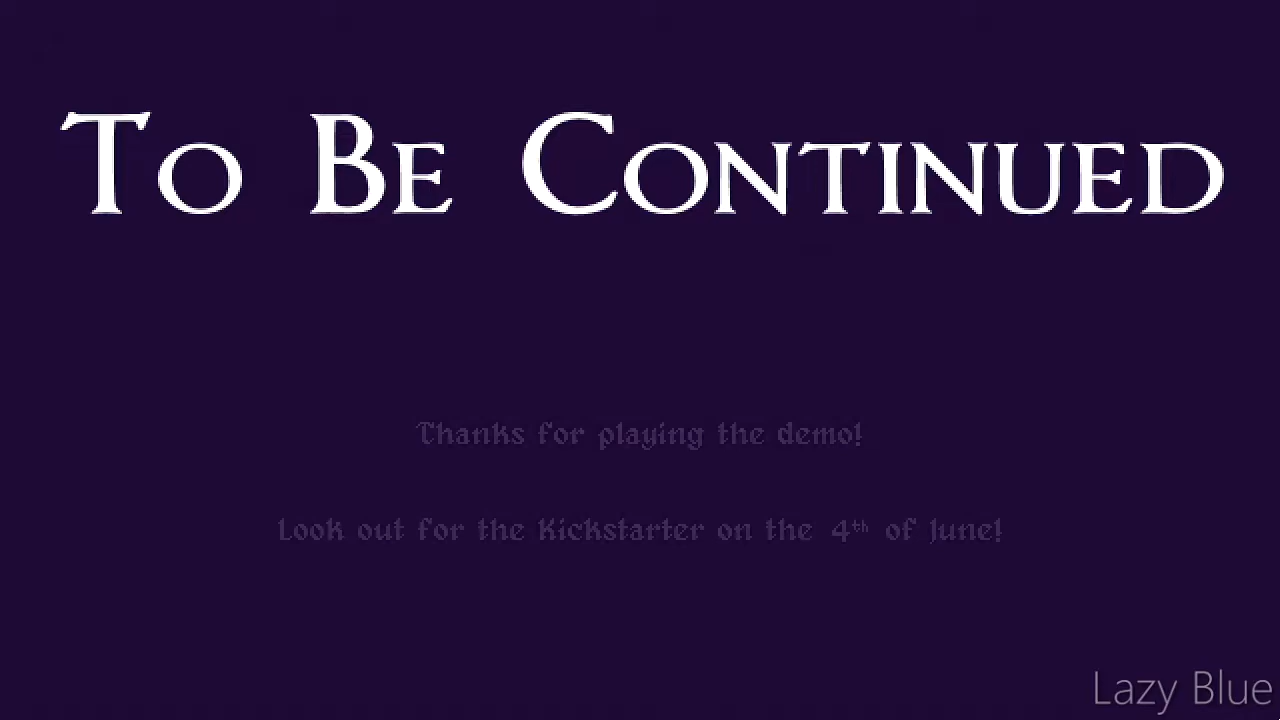 To Be Continued
Thanks for playing the demo!
Look out for the Kickstarter on the 4th of June!
Lazy Blue